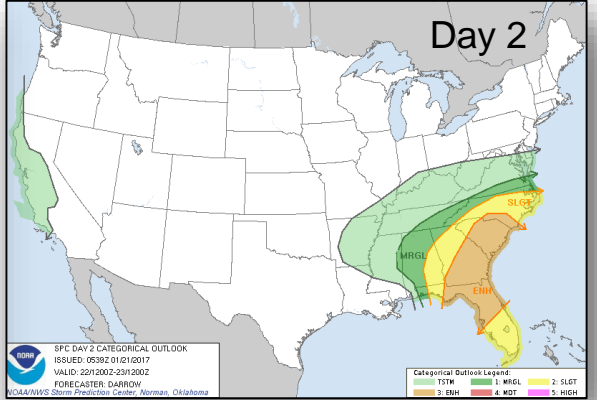 Day 2
SLGT
MRGL
ENH
SPC DAY 2 CATEGORICAL OUTLOOK
ISSUED: 0539Z 01/21/2017
VALID: 22/1200Z-23/1200Z
FORECASTER: DARROW
NOAA/NWS Storm Prediction Center, Norman, Oklahoma
NOAA
Categorical Outlook Legend:
TSTM 1: MRGL 2: SLGT
3: ENH 4: MDT 5: HIGH